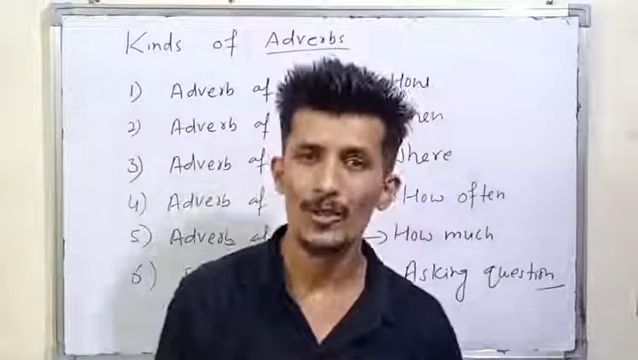 Kinds of Adverbs
1) Adverb of How
2) Adverb of
3) Adverb of
4) Adverb of How often
5) Adverb of → How much
6) Asking question